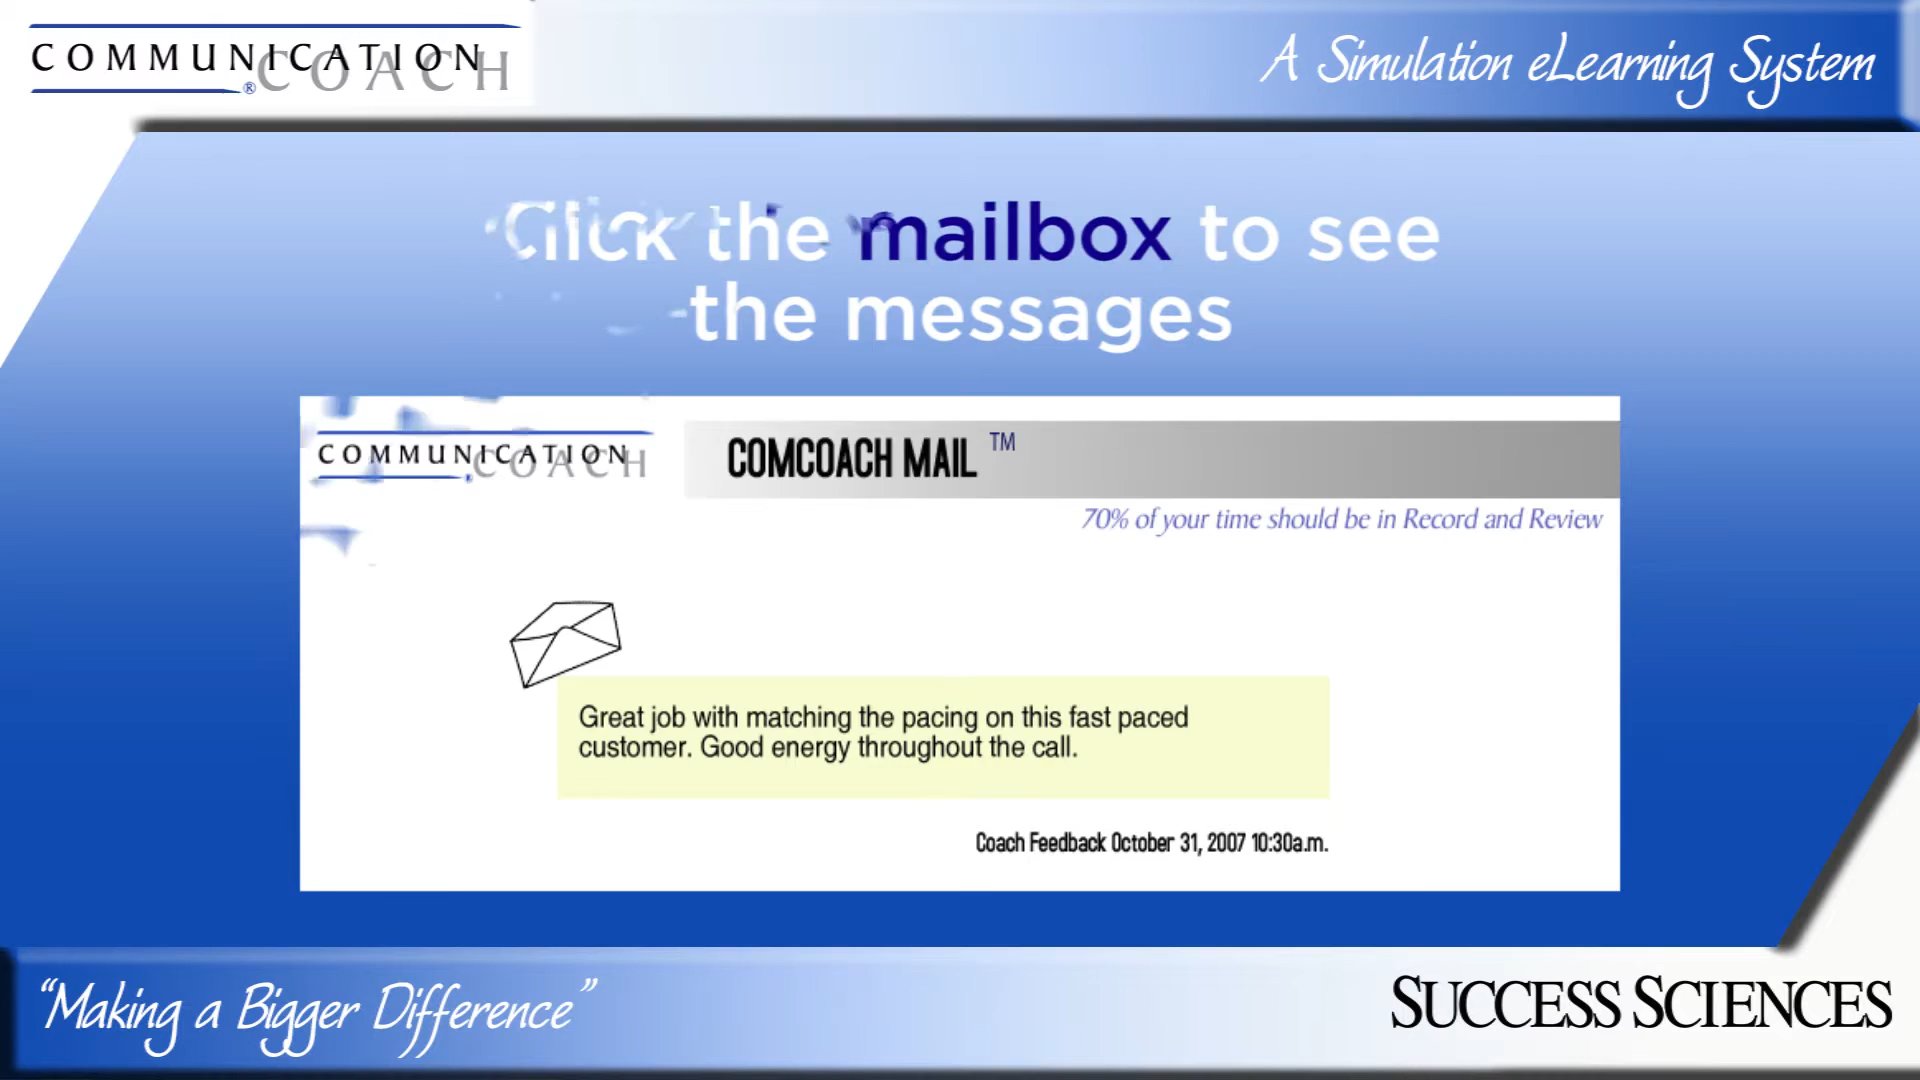 COMMUNICATION
COACH
®
A Simulation eLearning System
Click the mailbox to see
the messages
COMMUNICATION
COACH
®
COMCOACH MAIL ™
70% of your time should be in Record and Review
Great job with matching the pacing on this fast paced
customer. Good energy throughout the call.
Coach Feedback October 31, 2007 10:30a.m.
“Making a Bigger Difference”
SUCCESS SCIENCES